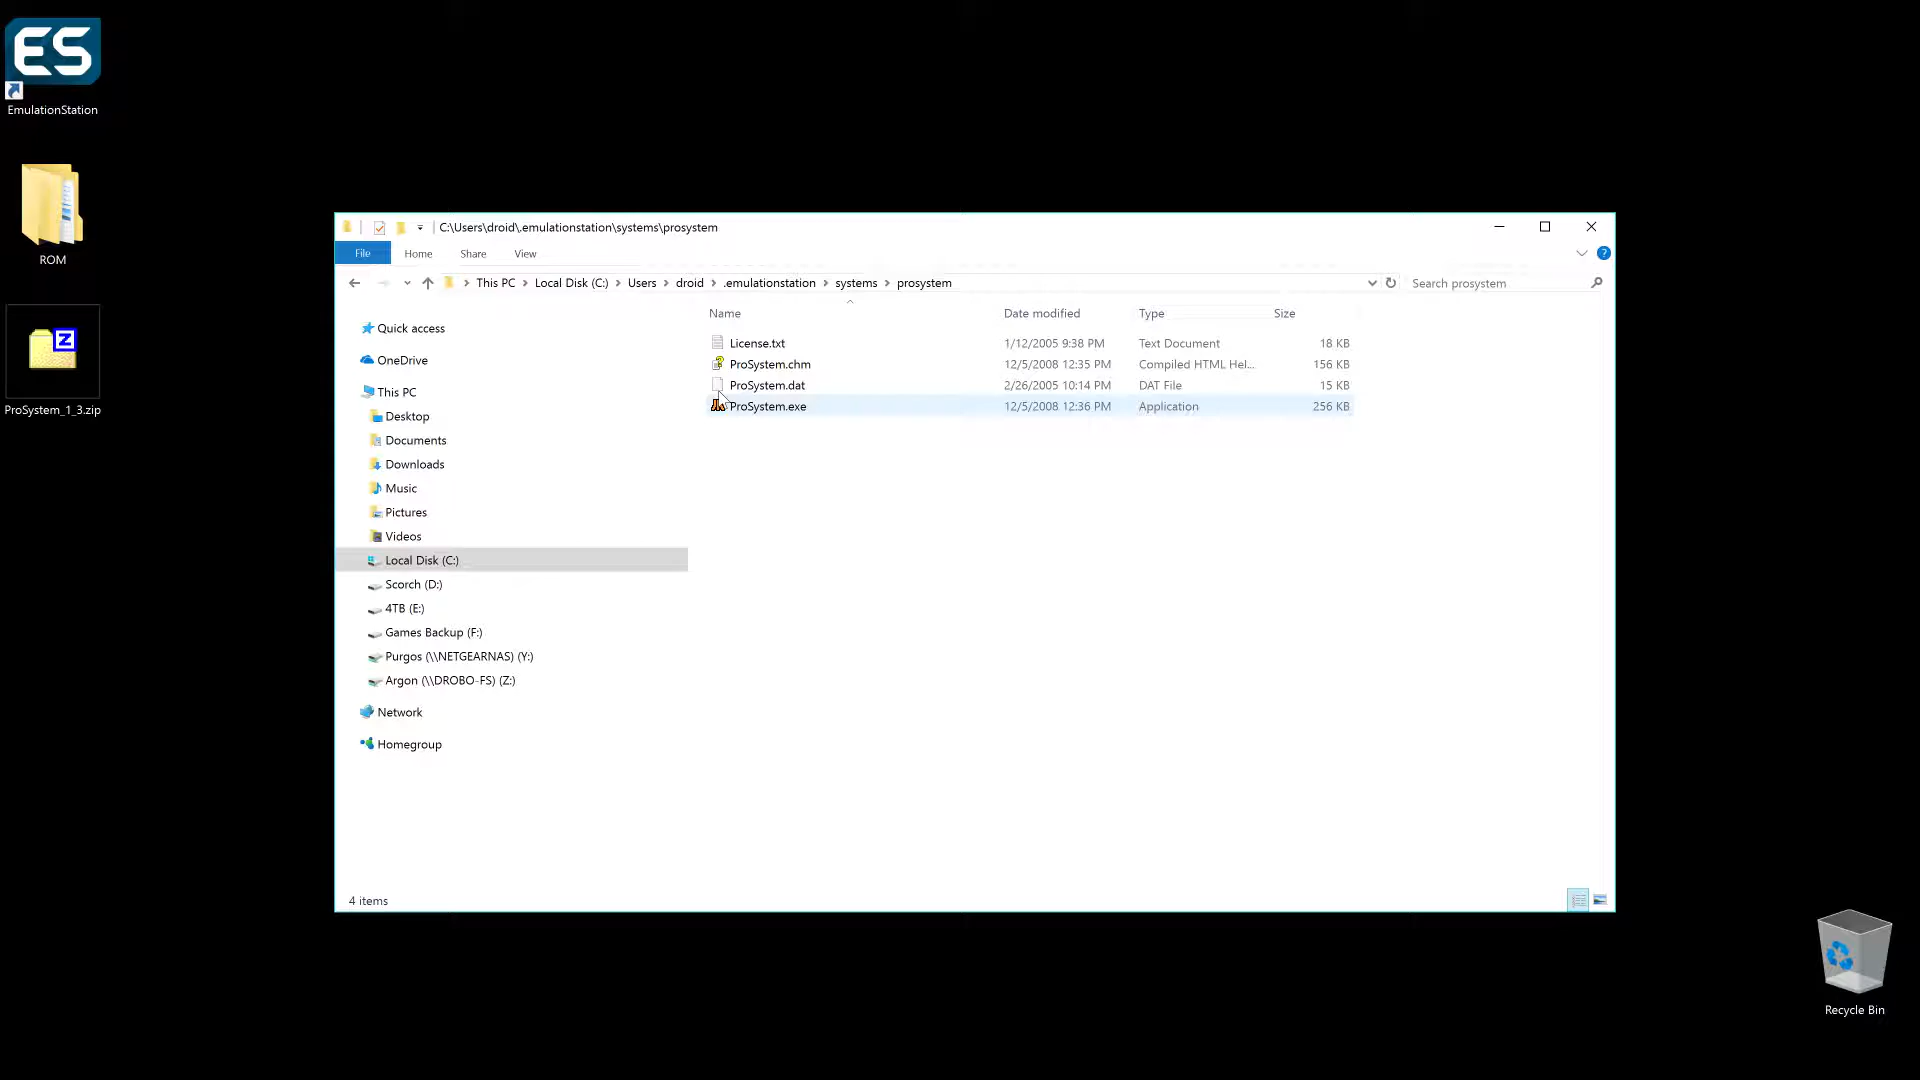 ES
EmulationStation
ROM
Z
ProSystem_1_3.zip
C:\Users\droid\.emulationstation\systems\prosystem
File Home Share View
?
This PC Local Disk (C:) Users droid .emulationstation systems prosystem
Search prosystem
Name Date modified Type Size
License.txt 1/12/2005 9:38 PM Text Document 18 KB
ProSystem.chm 12/5/2008 12:35 PM Compiled HTML Hel... 156 KB
ProSystem.dat 2/26/2005 10:14 PM DAT File 15 KB
ProSystem.exe 12/5/2008 12:36 PM Application 256 KB
Quick access
OneDrive
This PC
Desktop
Documents
Downloads
Music
Pictures
Videos
Local Disk (C:)
Scorch (D:)
4TB (E:)
Games Backup (F:)
Purgos (\\NETGEARNAS) (Y:)
Argon (\\DROBO-FS) (Z:)
Network
Homegroup
4 items
Recycle Bin